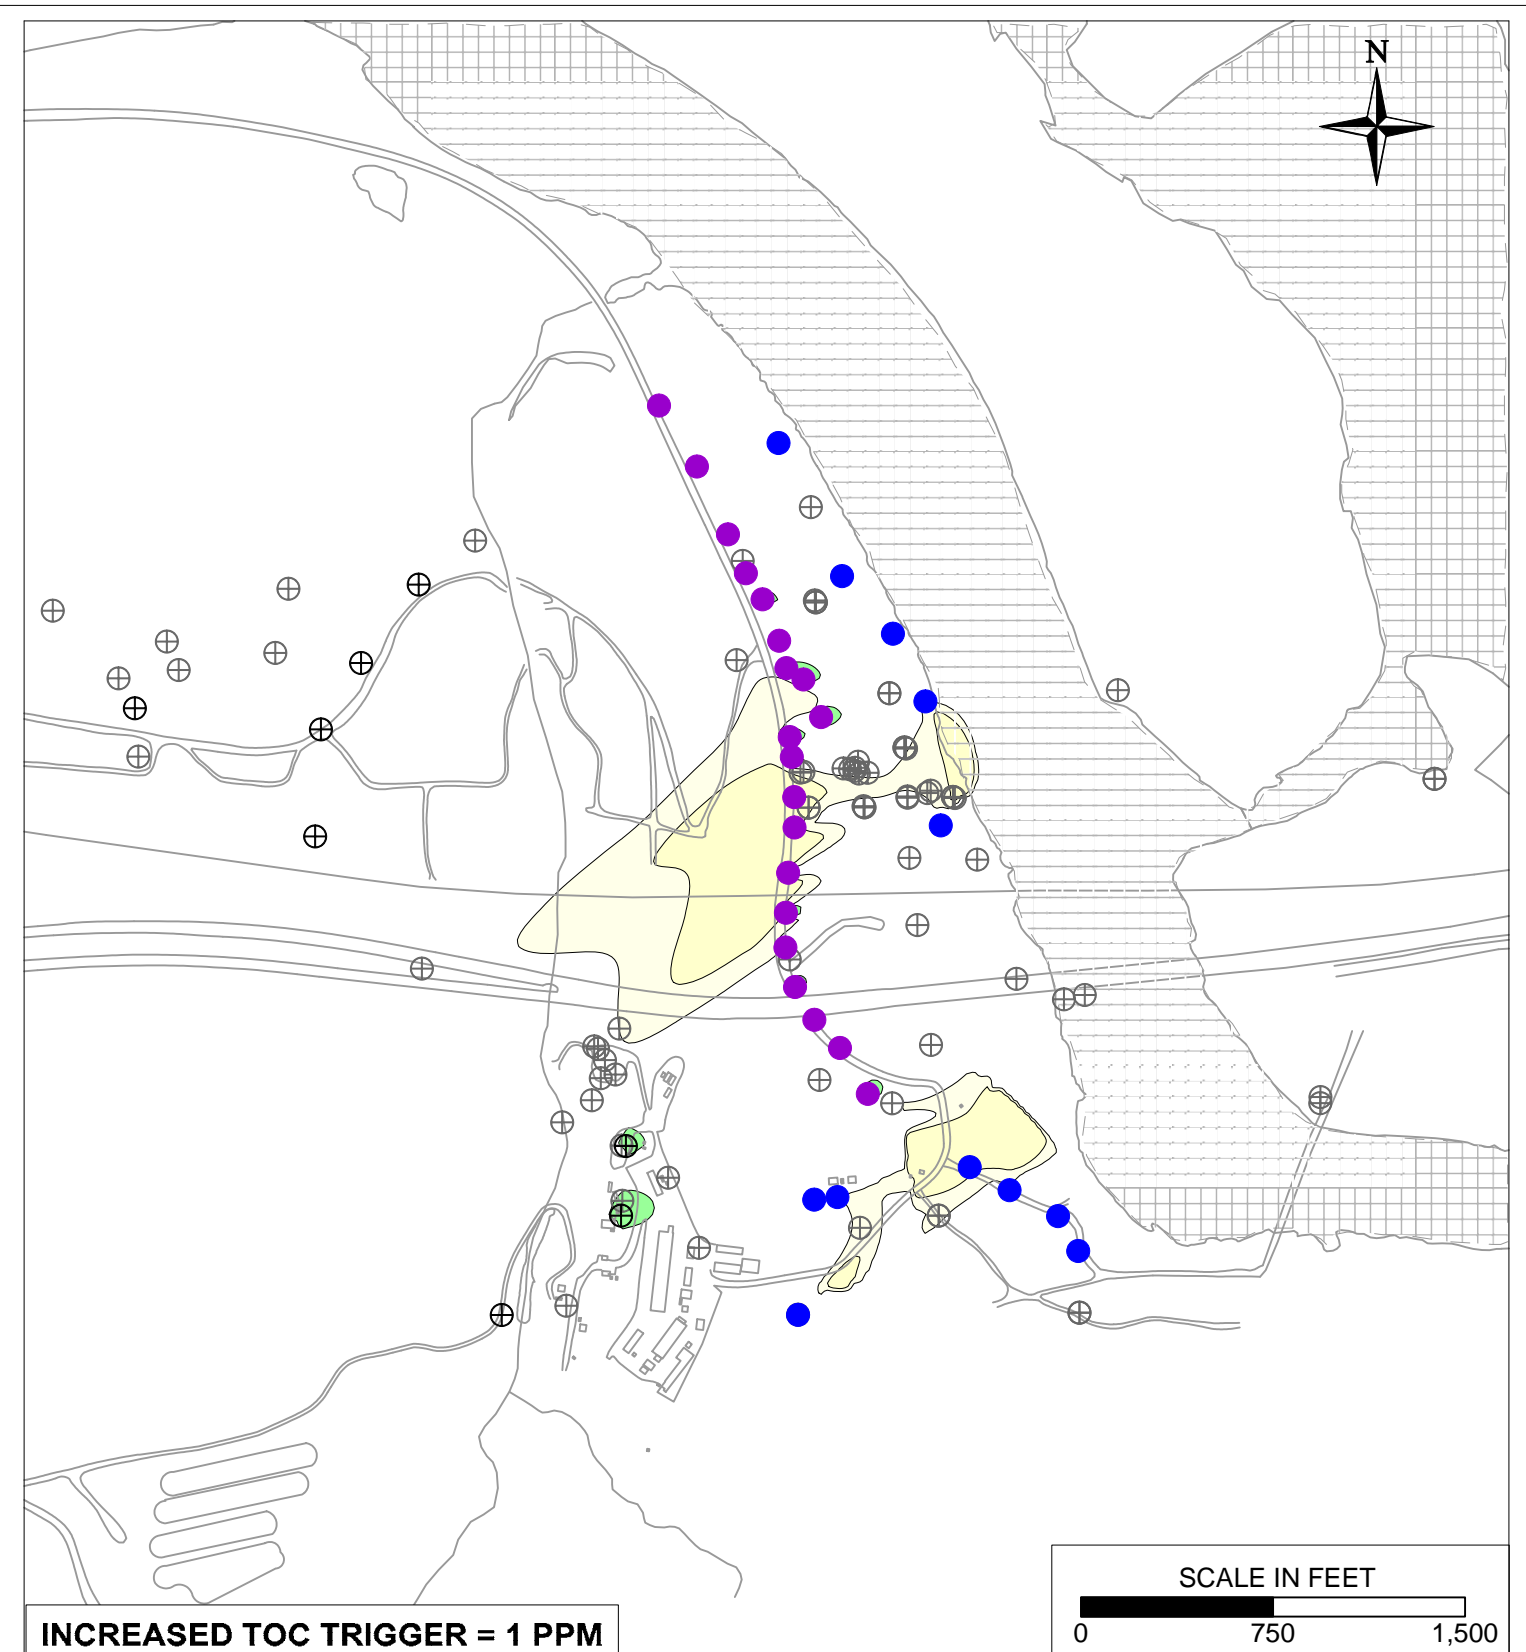 N
SCALE IN FEET
0 750 1,500
INCREASED TOC TRIGGER = 1 PPM